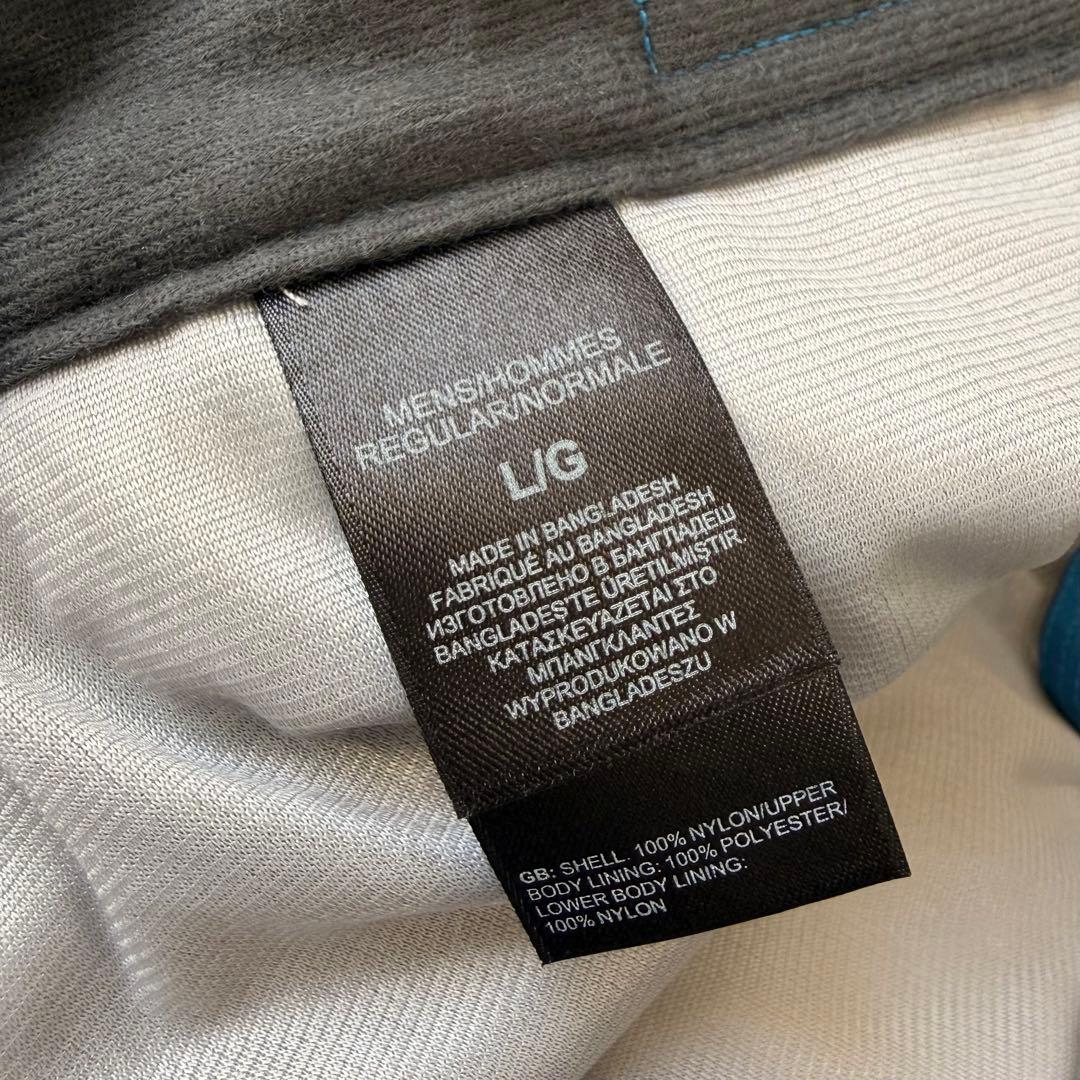 MENS/HOMMES
REGULAR/NORMALE
L/G
MADE IN BANGLADESH
FABRIQUÉ AU BANGLADESH
ИЗГОТОВЛЕНО В БАНГЛАДЕШ
BANGLADEŞ'TE ÜRETILMIŞTIR
ΚΑΤΑΣΚΕΥΑΖΕΤΑΙ ΣΤΟ
ΜΠΑΝΓΚΛΑΝΤΕΣ
WYPRODUKOWANO W
BANGLADESZU
GB: SHELL: 100% NYLON/UPPER
BODY LINING: 100% POLYESTER/
LOWER BODY LINING:
100% NYLON